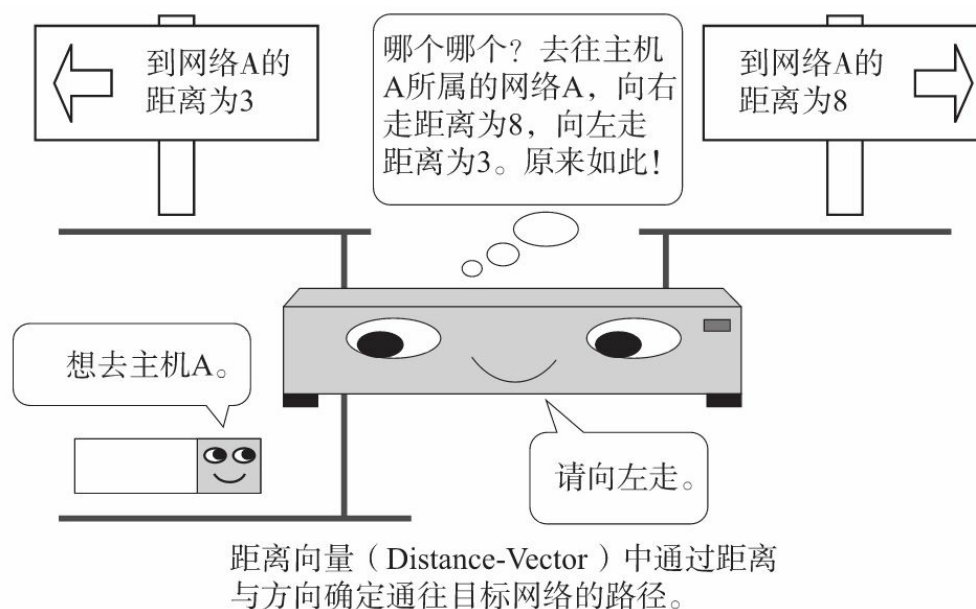 到网络A的
距离为3
哪个哪个？去往主机
A所属的网络A，向右
走距离为8，向左走
距离为3。原来如此！
到网络A的
距离为8
想去主机A。
请向左走。
距离向量（Distance-Vector）中通过距离
与方向确定通往目标网络的路径。